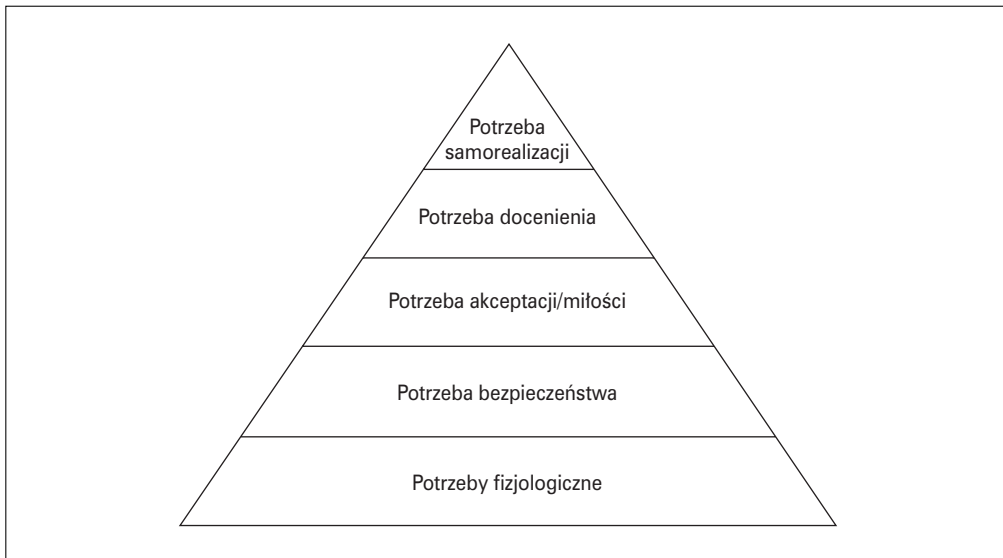 Potrzeba
samorealizacji
Potrzeba docenienia
Potrzeba akceptacji/miłości
Potrzeba bezpieczeństwa
Potrzeby fizjologiczne